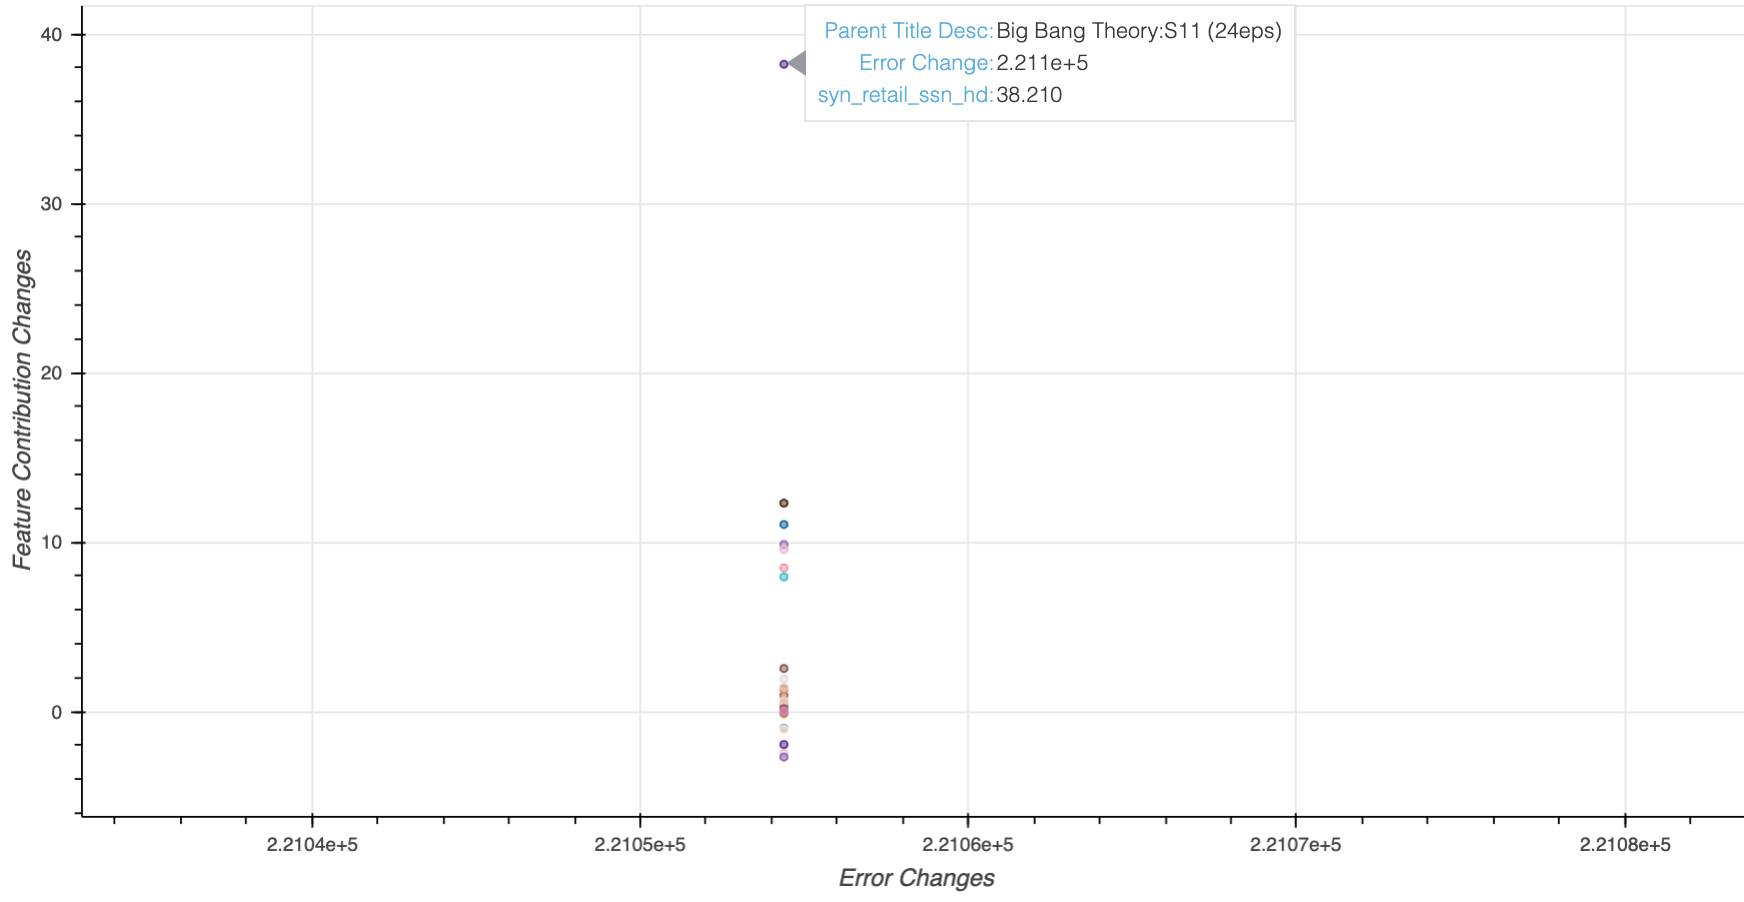 Parent Title Desc: Big Bang Theory:S11 (24eps)
Error Change: 2.211e+5
syn_retail_ssn_hd: 38.210
40
30
20
10
0
Feature Contribution Changes
2.2104e+5 2.2105e+5 2.2106e+5 2.2107e+5 2.2108e+5
Error Changes